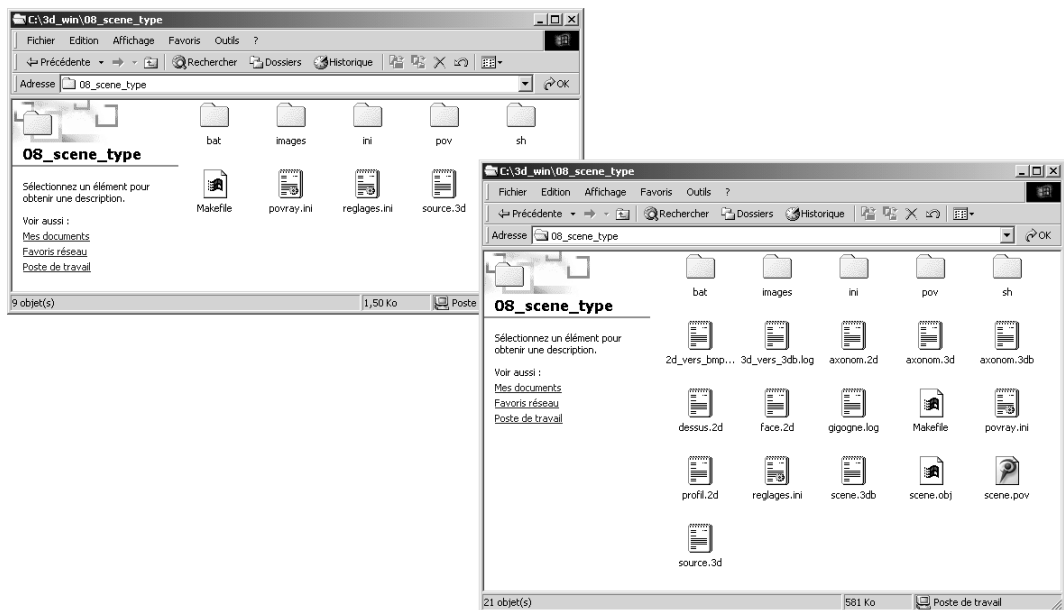 C:\3d_win\08_scene_type
Fichier Edition Affichage Favoris Outils ?
Précédente Rechercher Dossiers Historique
Adresse 08_scene_type OK
08_scene_type
Sélectionnez un élément pour
obtenir une description.
Voir aussi :
Mes documents
Favoris réseau
Poste de travail
bat images ini pov sh
Makefile povray.ini reglages.ini source.3d
9 objet(s) 1,50 Ko Poste
C:\3d_win\08_scene_type
Fichier Edition Affichage Favoris Outils ?
Précédente Rechercher Dossiers Historique
Adresse 08_scene_type OK
08_scene_type
Sélectionnez un élément pour
obtenir une description.
Voir aussi :
Mes documents
Favoris réseau
Poste de travail
bat images ini pov sh
2d_vers_bmp... 3d_vers_3db.log axonom.2d axonom.3d axonom.3db
dessus.2d face.2d gigogne.log Makefile povray.ini
profil.2d reglages.ini scene.3db scene.obj scene.pov
source.3d
21 objet(s) 581 Ko Poste de travail